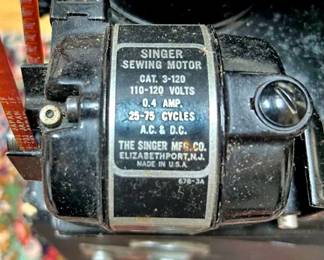 SINGER
SEWING MOTOR
CAT. 3-120
110-120 VOLTS
0.4 AMP.
25-75 CYCLES
A.C. & D.C.
THE SINGER MFG. CO.
ELIZABETHPORT, N.J.
MADE IN U.S.A.
676-3A
JAPAN